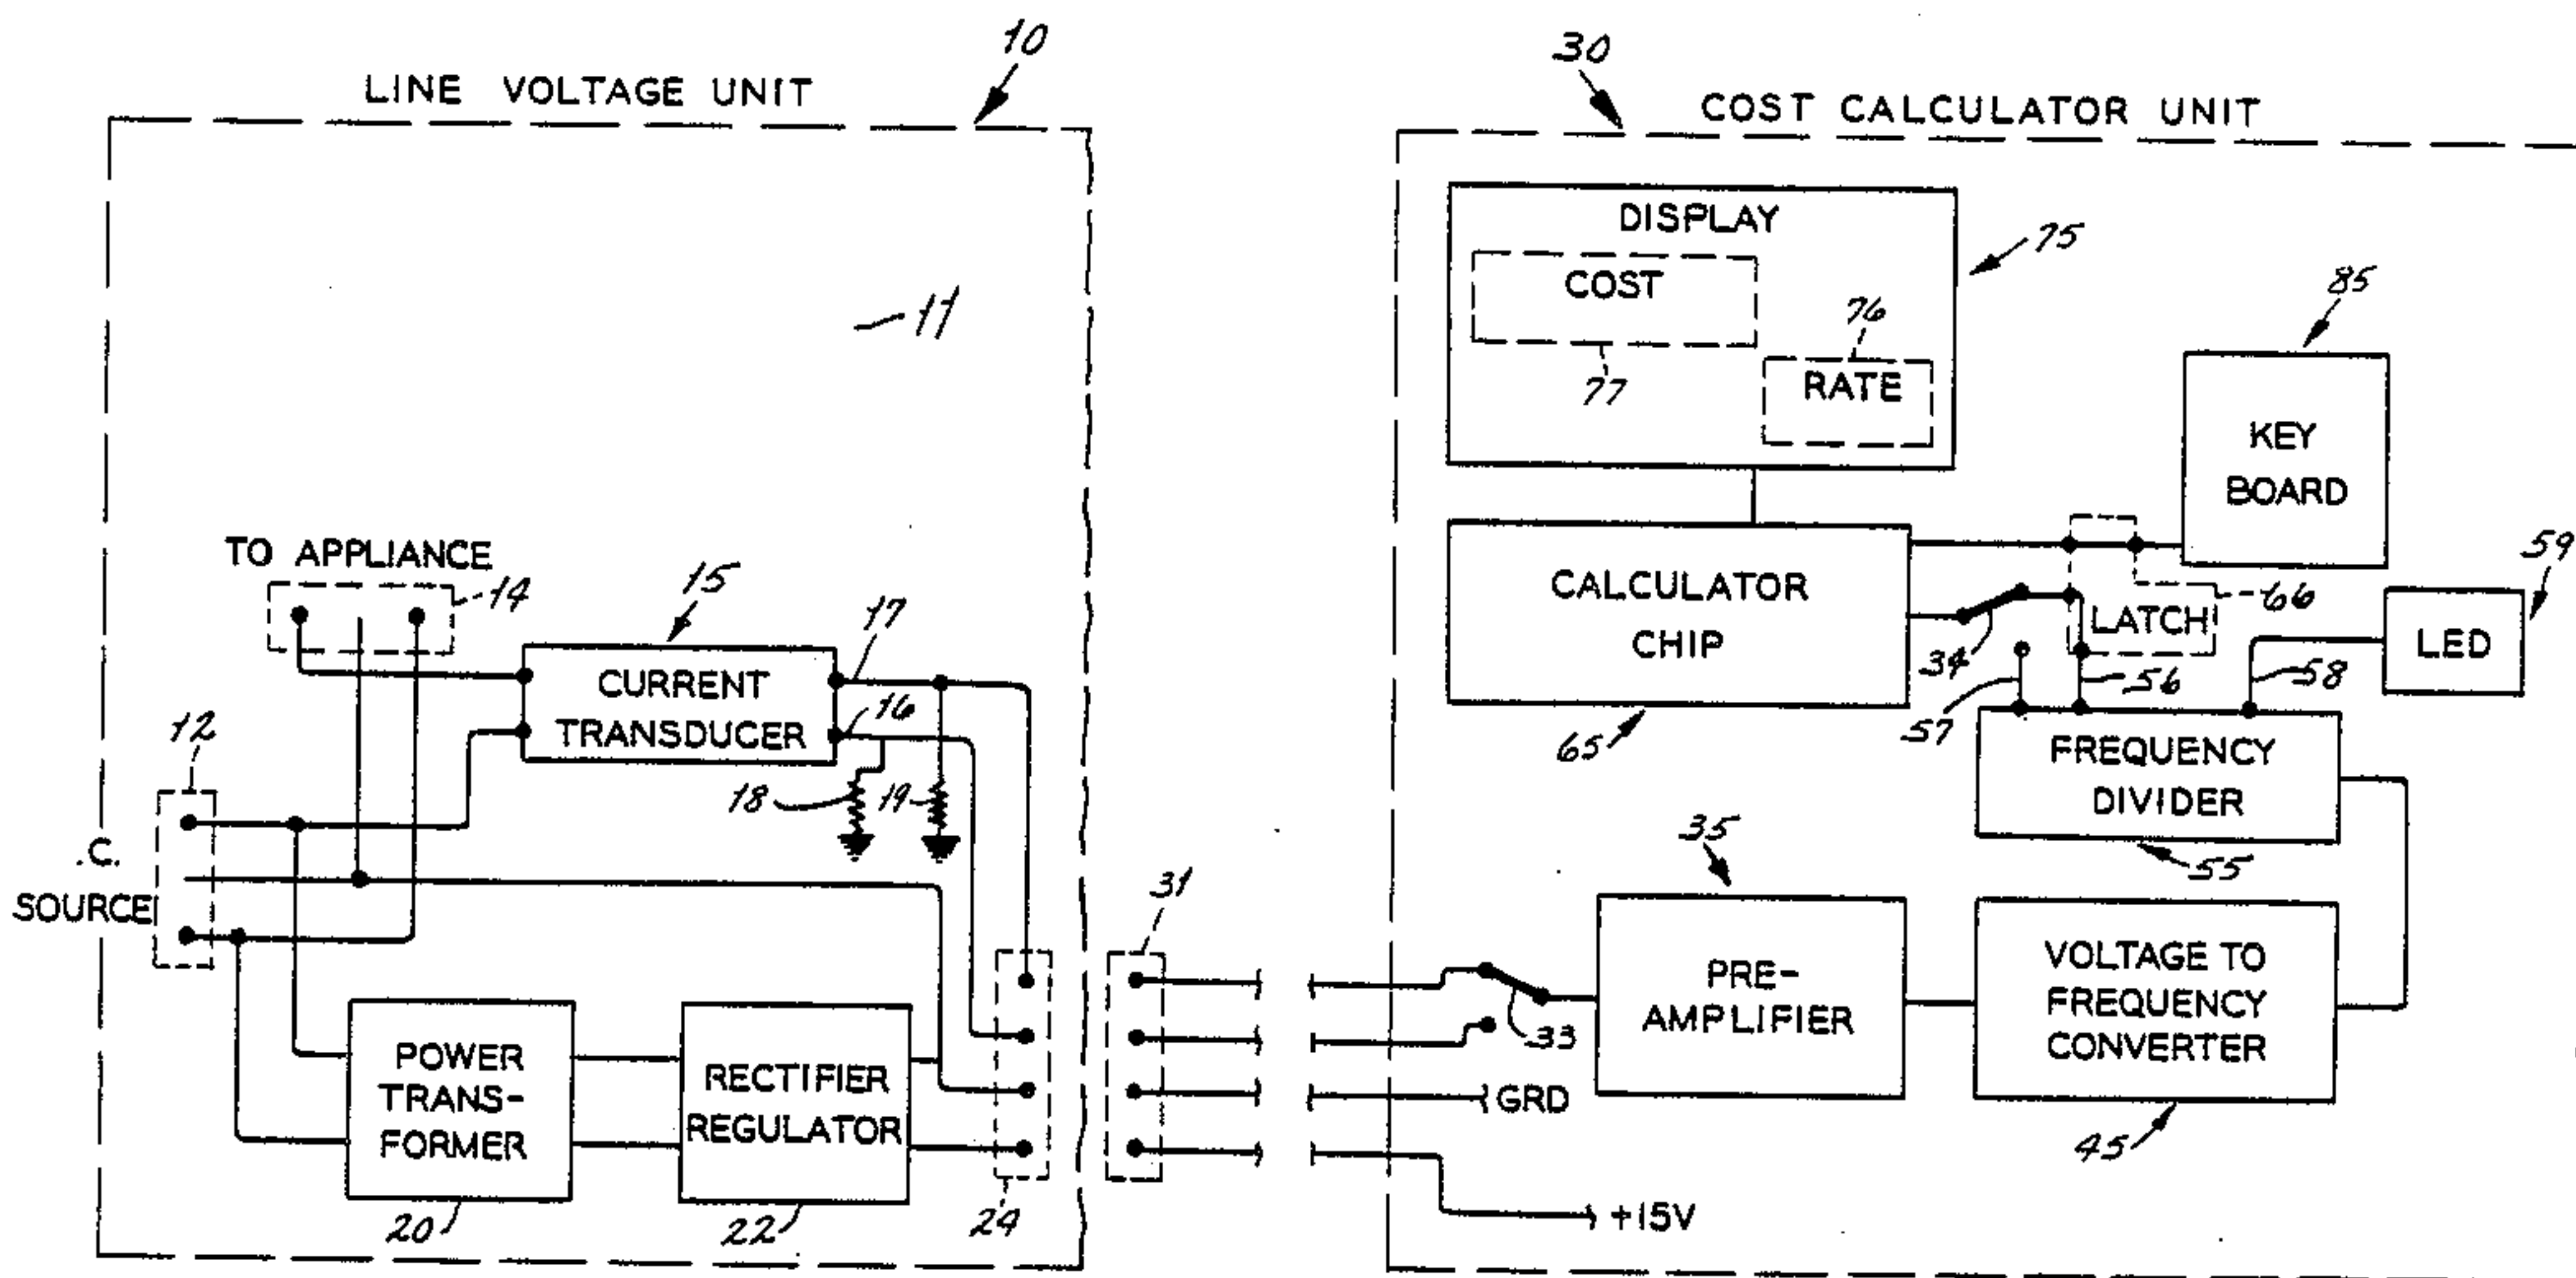 LINE VOLTAGE UNIT
10
11
TO APPLIANCE
14
15
17
CURRENT
TRANSDUCER
16
12
18
19
.C.
SOURCE
POWER
TRANS-
FORMER
20
RECTIFIER
REGULATOR
22
24
31
30
COST CALCULATOR UNIT
DISPLAY
75
COST
77
76
RATE
85
KEY
BOARD
CALCULATOR
CHIP
65
34
66
LATCH
59
LED
57
56
58
FREQUENCY
DIVIDER
55
35
PRE-
AMPLIFIER
33
VOLTAGE TO
FREQUENCY
CONVERTER
45
GRD
+15V